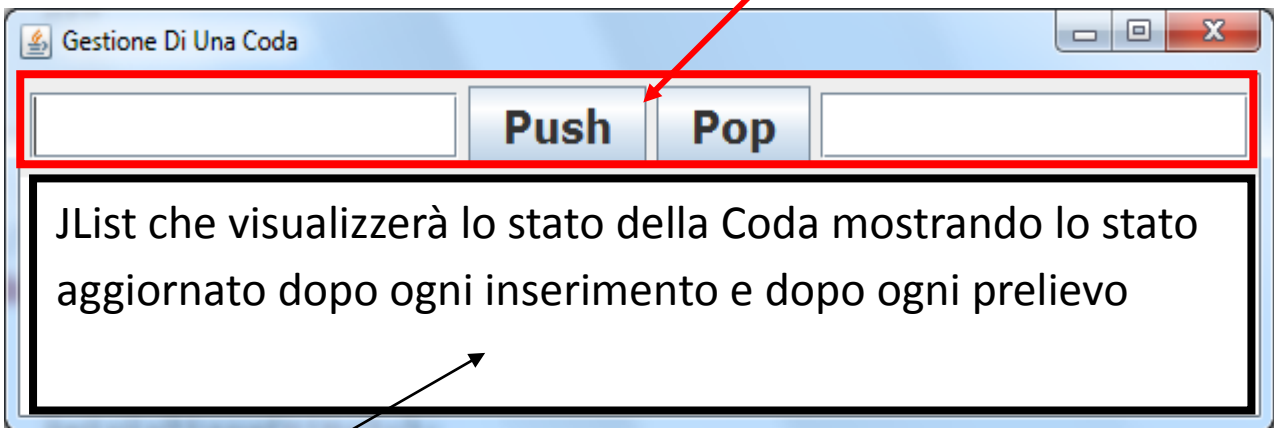 Gestione Di Una Coda
Push Pop
JList che visualizzerà lo stato della Coda mostrando lo stato
aggiornato dopo ogni inserimento e dopo ogni prelievo